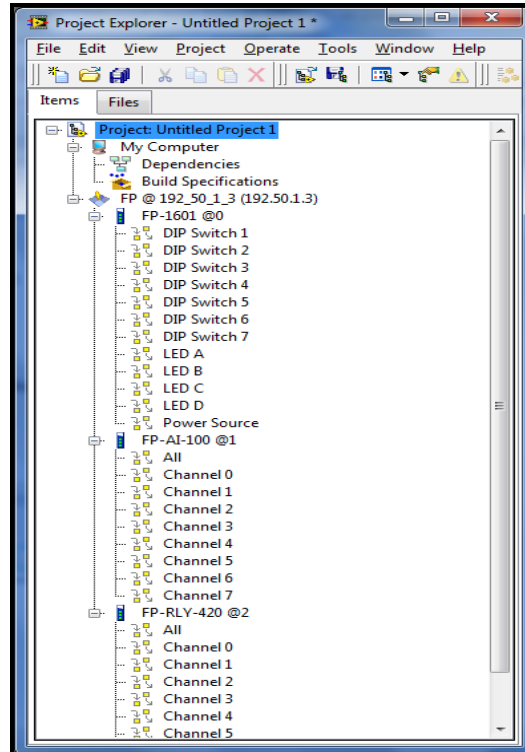 Project Explorer - Untitled Project 1 *
File Edit View Project Operate Tools Window Help
Items Files
Project: Untitled Project 1
My Computer
Dependencies
Build Specifications
FP @ 192_50_1_3 (192.50.1.3)
FP-1601 @0
DIP Switch 1
DIP Switch 2
DIP Switch 3
DIP Switch 4
DIP Switch 5
DIP Switch 6
DIP Switch 7
LED A
LED B
LED C
LED D
Power Source
FP-AI-100 @1
All
Channel 0
Channel 1
Channel 2
Channel 3
Channel 4
Channel 5
Channel 6
Channel 7
FP-RLY-420 @2
All
Channel 0
Channel 1
Channel 2
Channel 3
Channel 4
Channel 5